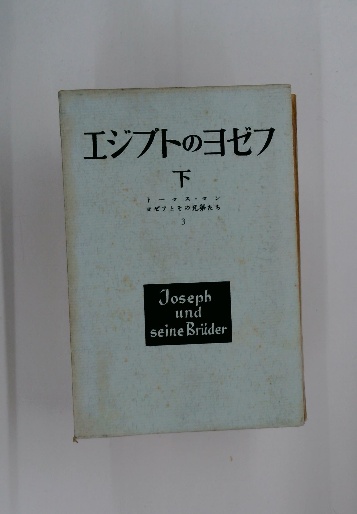 エジプトのヨゼフ
下
トーマス・マン
ヨゼフとその兄弟たち
3
Joseph
und
seine Brüder